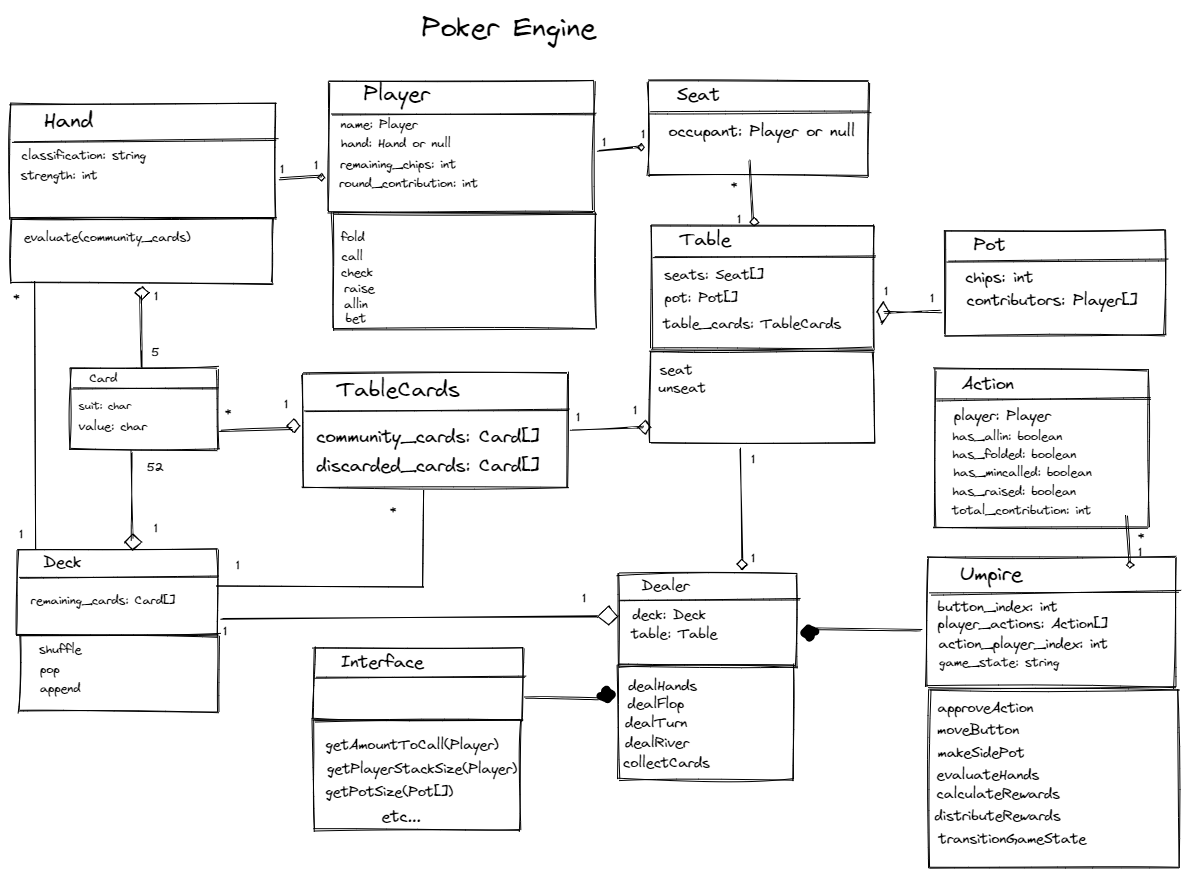 Poker Engine
Hand
classification: string
strength: int
evaluate(community_cards)
1
1
Player
name: Player
hand: Hand or null
remaining_chips: int
round_contribution: int
fold
call
check
raise
allin
bet
1
1
Seat
occupant: Player or null
*
1
Table
seats: Seat[]
pot: Pot[]
table_cards: TableCards
seat
unseat
1
1
Pot
chips: int
contributors: Player[]
*
1
5
Card
suit: char
value: char
*
1
TableCards
community_cards: Card[]
discarded_cards: Card[]
1
1
Action
player: Player
has_allin: boolean
has_folded: boolean
has_mincalled: boolean
has_raised: boolean
total_contribution: int
52
1
1
*
1
1
1
*
1
Deck
remaining_cards: Card[]
shuffle
pop
append
1
1
Dealer
deck: Deck
table: Table
dealHands
dealFlop
dealTurn
dealRiver
collectCards
Interface
getAmountToCall(Player)
getPlayerStackSize(Player)
getPotSize(Pot[])
etc...
Umpire
button_index: int
player_actions: Action[]
action_player_index: int
game_state: string
approveAction
moveButton
makeSidePot
evaluateHands
calculateRewards
distributeRewards
transitionGameState